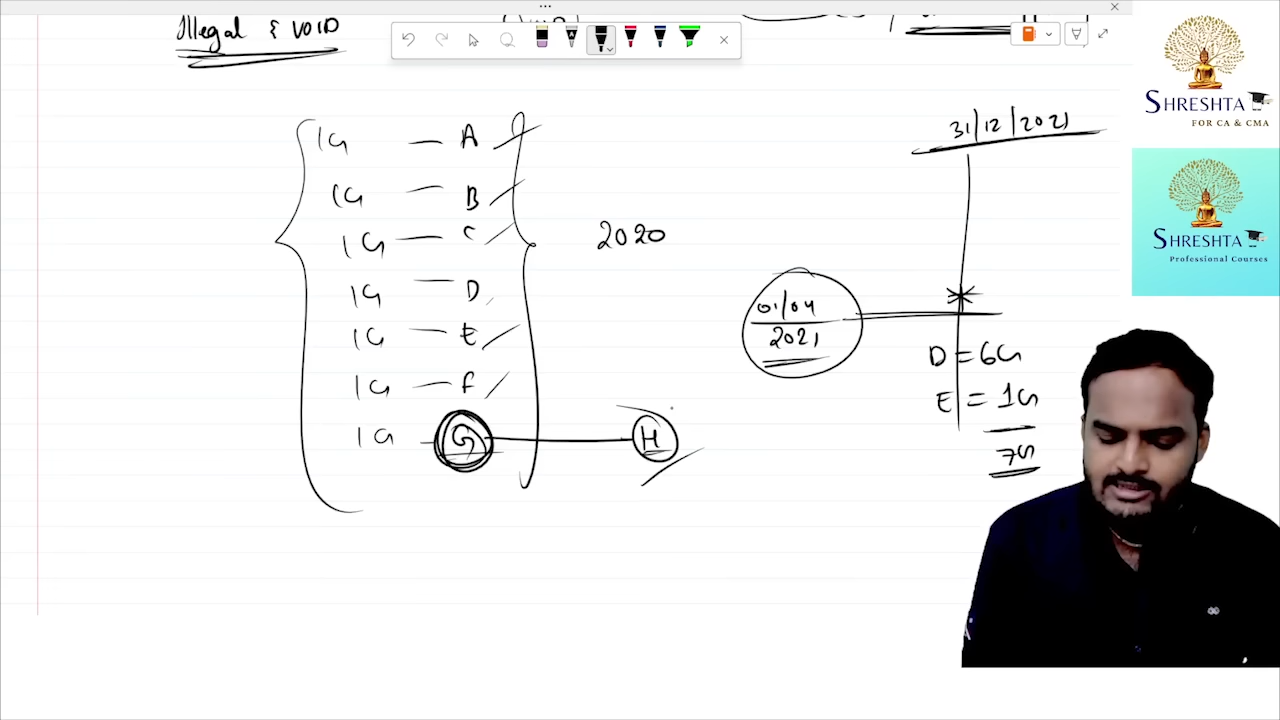 Illegal & VOID
31/12/2021
1G — A
1G — B
1G — C
1G — D
1G — E
1G — F
1G — G — H
2020
01/04
2021
D = 6G
E = 1G
7G
SHRESHTA
FOR CA & CMA
SHRESHTA
Professional Courses